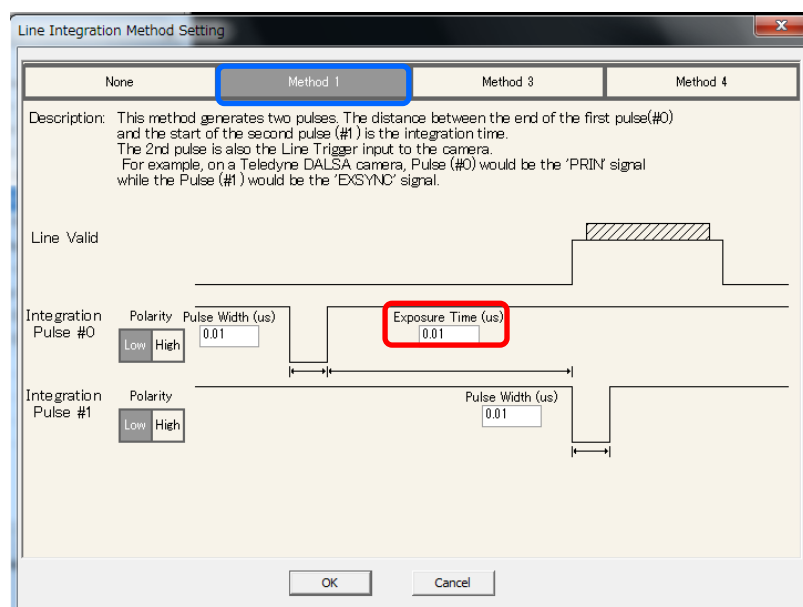 Line Integration Method Setting
None Method 1 Method 3 Method 4
Description: This method generates two pulses. The distance between the end of the first pulse(#0)
and the start of the second pulse (#1) is the integration time.
The 2nd pulse is also the Line Trigger input to the camera.
For example, on a Teledyne DALSA camera, Pulse (#0) would be the 'PRIN' signal
while the Pulse (#1) would be the 'EXSYNC' signal.
Line Valid
Integration Polarity Pulse Width (us) Exposure Time (us)
Pulse #0 Low High 0.01 0.01
Integration Polarity Pulse Width (us)
Pulse #1 Low High 0.01
OK Cancel